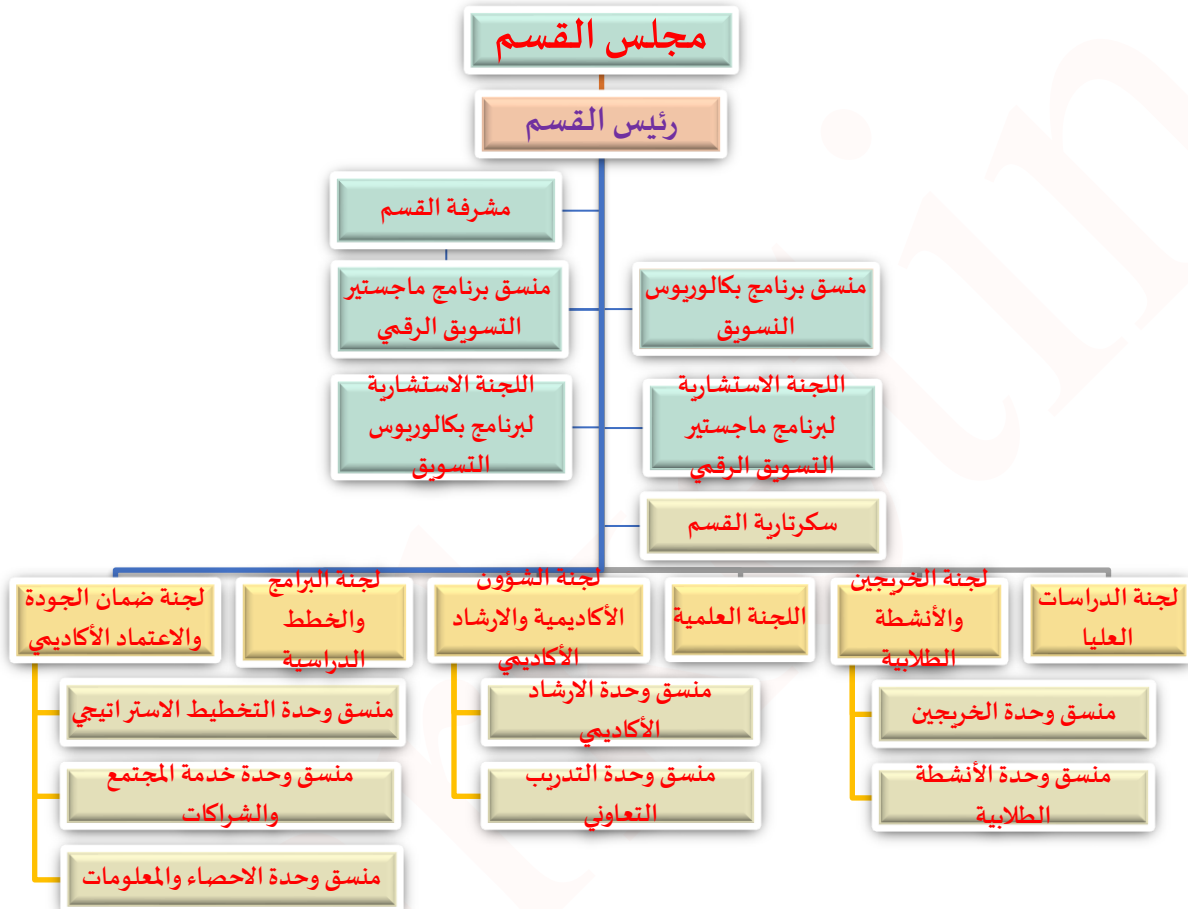 مجلس القسم
رئيس القسم
مشرفة القسم
منسق برنامج بكالوريوس
النسويق
منسق برنامج ماجستير
التسويق الرقمي
اللجنة الاستشارية
لبرنامج ماجستير
التسويق الرقمي
اللجنة الاستشارية
لبرنامج بكالوريوس
التسويق
سكرتارية القسم
لجنة الدراسات
العليا
لجنة الخريجين
والأنشطة
الطلابية
اللجنة العلمية
لجنة الشؤون
الأكاديمية والارشاد
الأكاديمي
لجنة البرامج
والخطط
الدراسية
لجنة ضمان الجودة
والاعتماد الأكاديمي
منسق وحدة الخريجين
منسق وحدة الأنشطة
الطلابية
منسق وحدة الارشاد
الأكاديمي
منسق وحدة التدريب
التعاوني
منسق وحدة التخطيط الاستراتيجي
منسق وحدة خدمة المجتمع
والشراكات
منسق وحدة الاحصاء والمعلومات